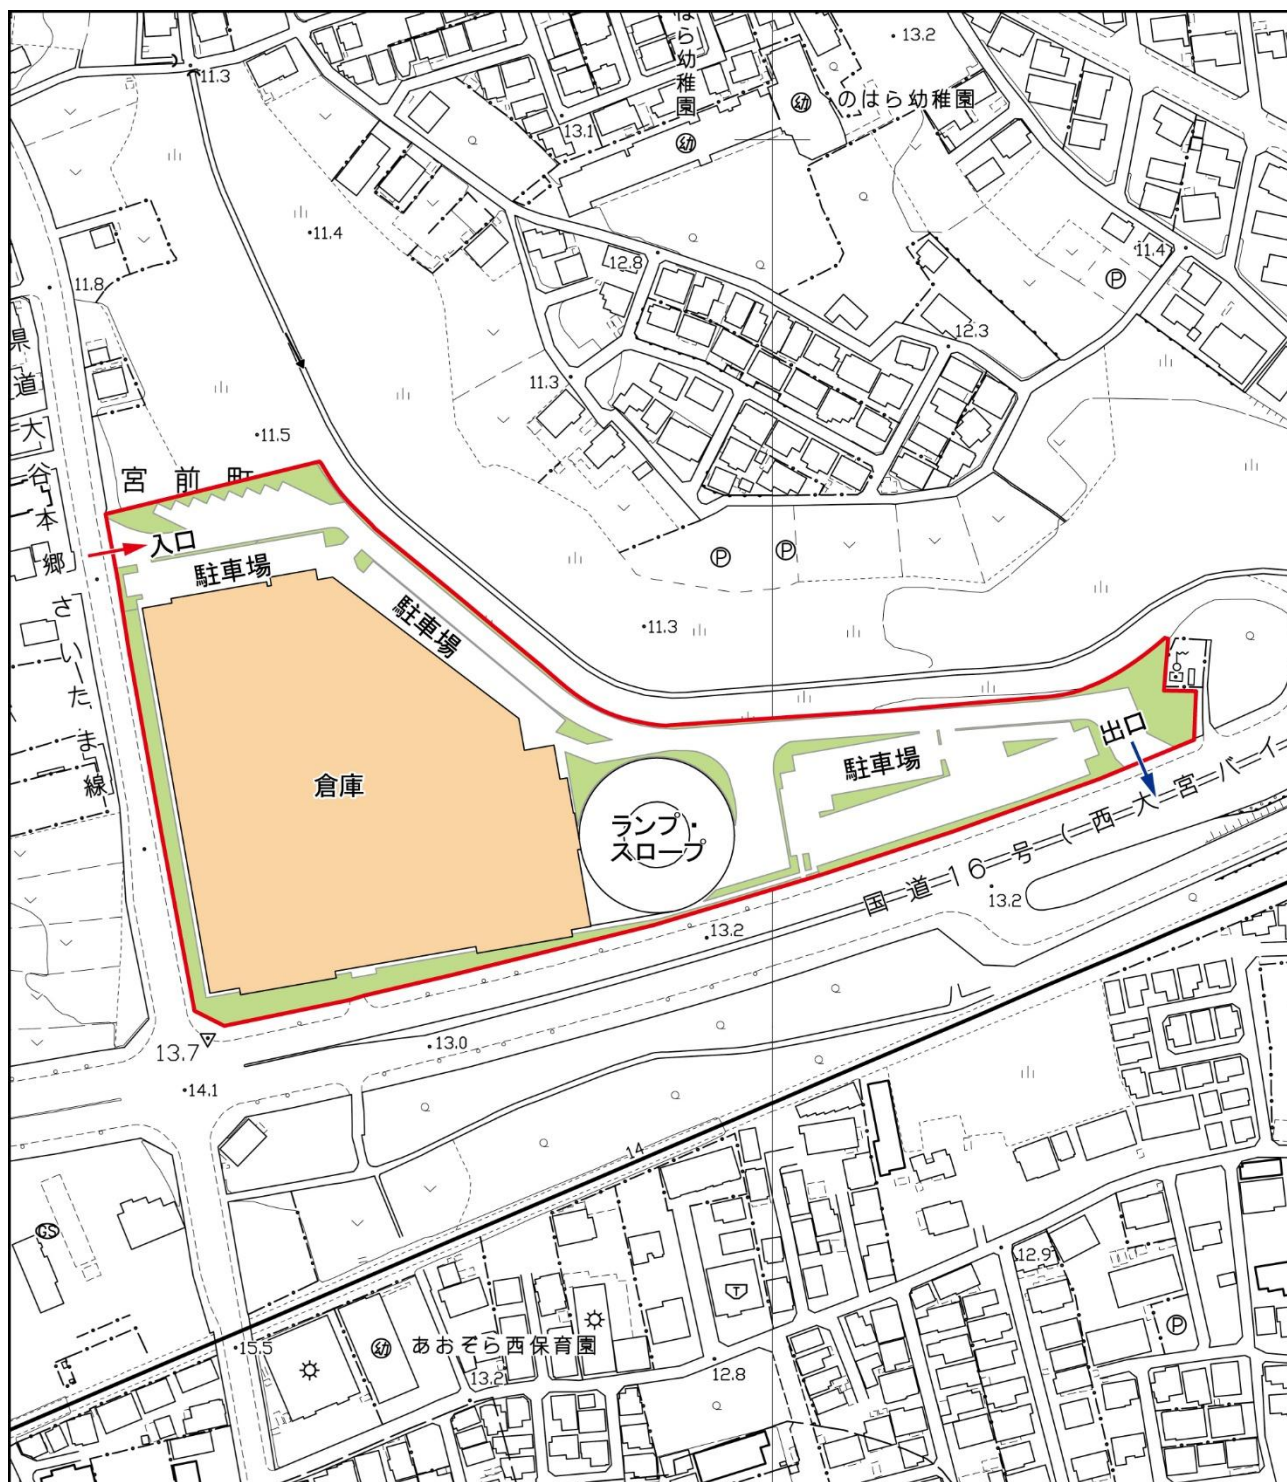 13.2
11.3
はら幼稚園
幼
のはら幼稚園
13.1
幼
11.4
12.8
11.4
11.8
P
12.3
県道大谷本郷さいたま線
11.3
11.5
宮前町
入口
駐車場
P
P
駐車場
11.3
出口
駐車場
倉庫
ランプ・
スロープ
国道16号(西大宮バイ
13.2
13.2
13.7
13.0
14.1
14
GS
12.9
T
P
15.5
幼
あおぞら西保育園
13.2
12.8